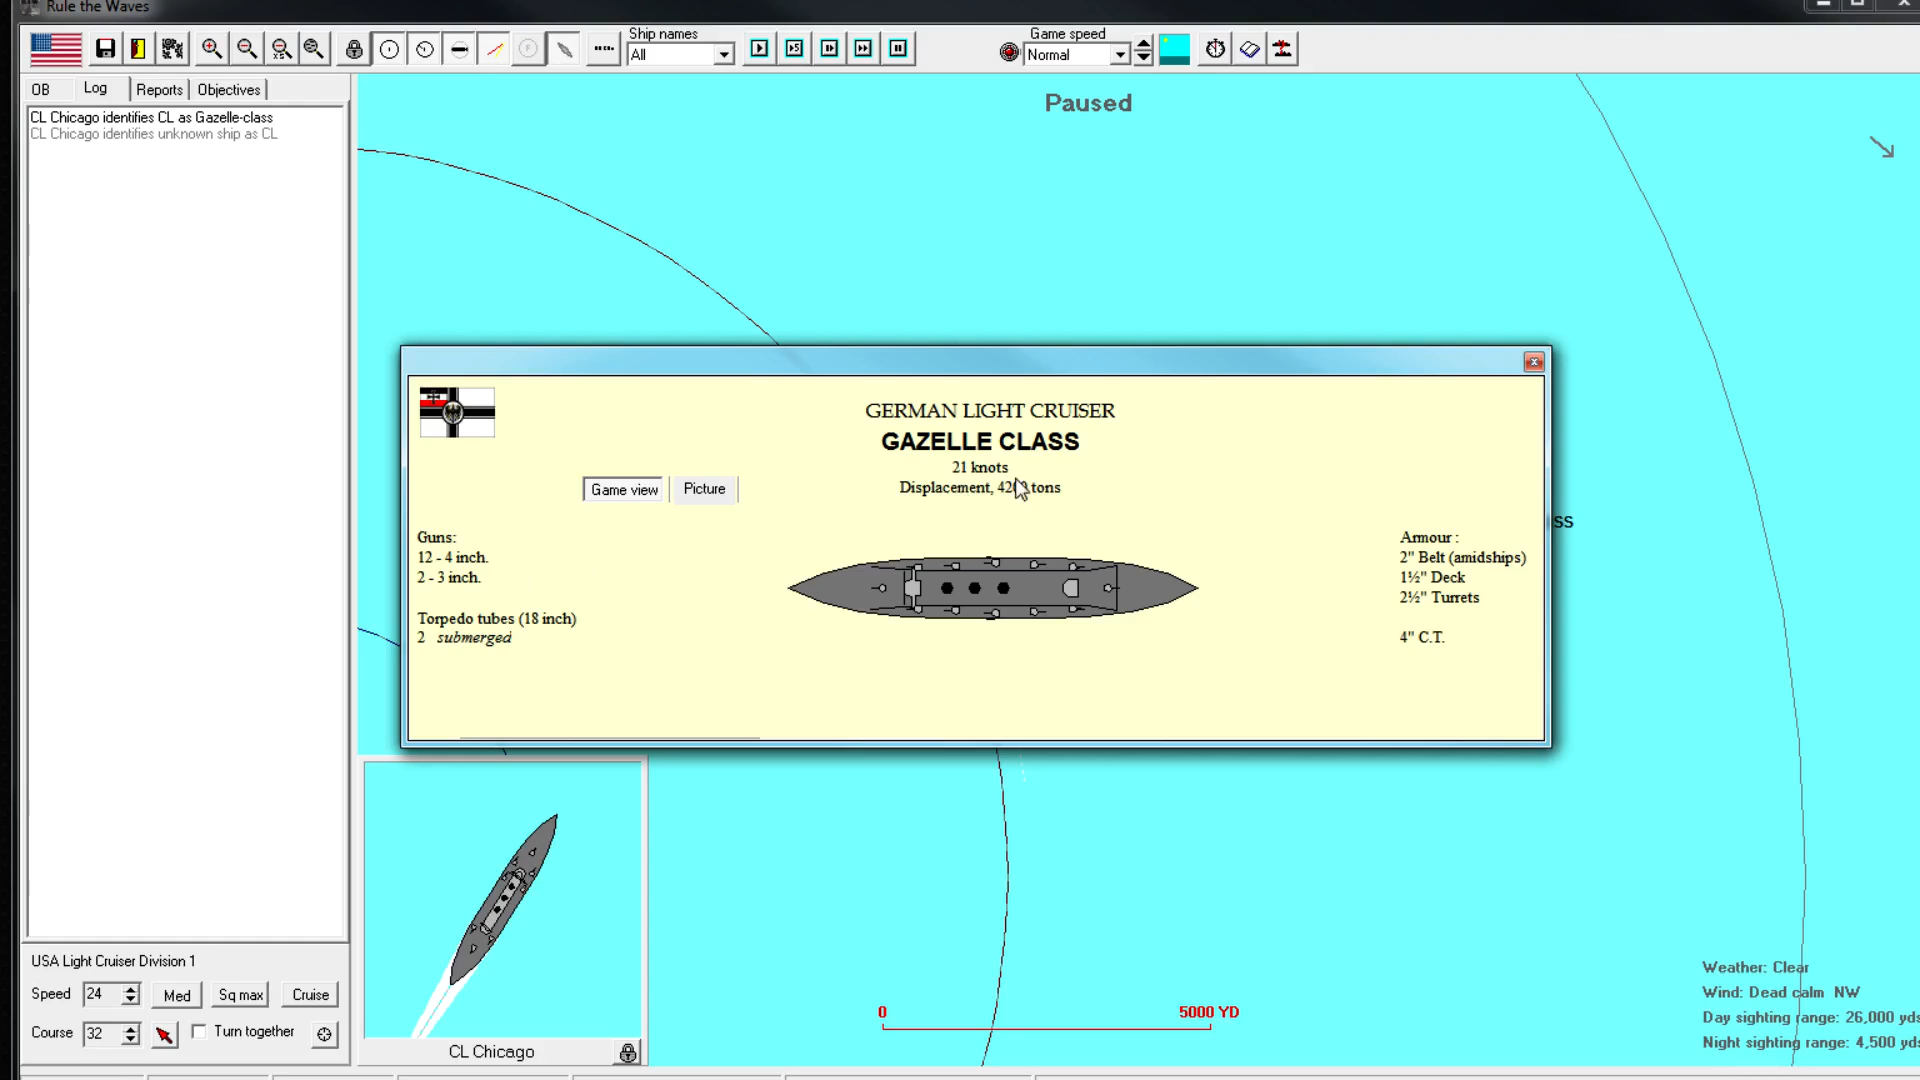 Rule the Waves
Ship names
All
Game speed
Normal
OB
Log
Reports
Objectives
CL Chicago identifies CL as Gazelle-class
CL Chicago identifies unknown ship as CL
Paused
GERMAN LIGHT CRUISER
GAZELLE CLASS
21 knots
Displacement, tons
Game view
Picture
Guns:
12 - 4 inch.
2 - 3 inch.
Torpedo tubes (18 inch)
2 submerged
Armour :
2" Belt (amidships)
1½" Deck
2½" Turrets
4" C.T.
SS
USA Light Cruiser Division 1
Speed 24 Med Sq max Cruise
Course 32 Turn together
CL Chicago
0 5000 YD
Weather: Clear
Wind: Dead calm NW
Day sighting range: 26,000 yds
Night sighting range: 4,500 yds